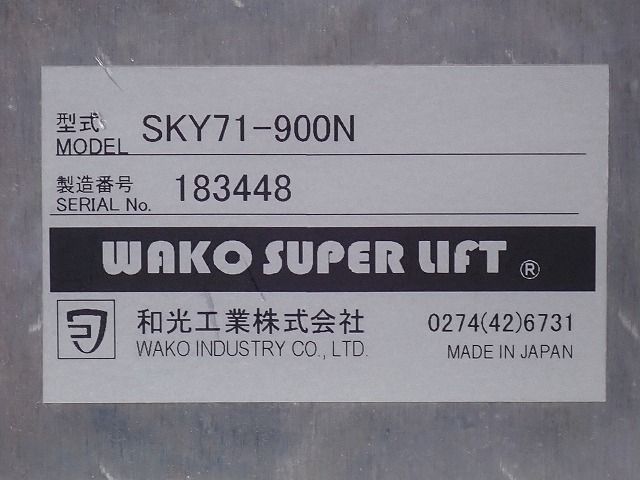 型式
MODEL SKY71-900N
製造番号
SERIAL No. 183448
WAKO SUPER LIFT ®
和光工業株式会社 0274(42)6731
WAKO INDUSTRY CO., LTD. MADE IN JAPAN